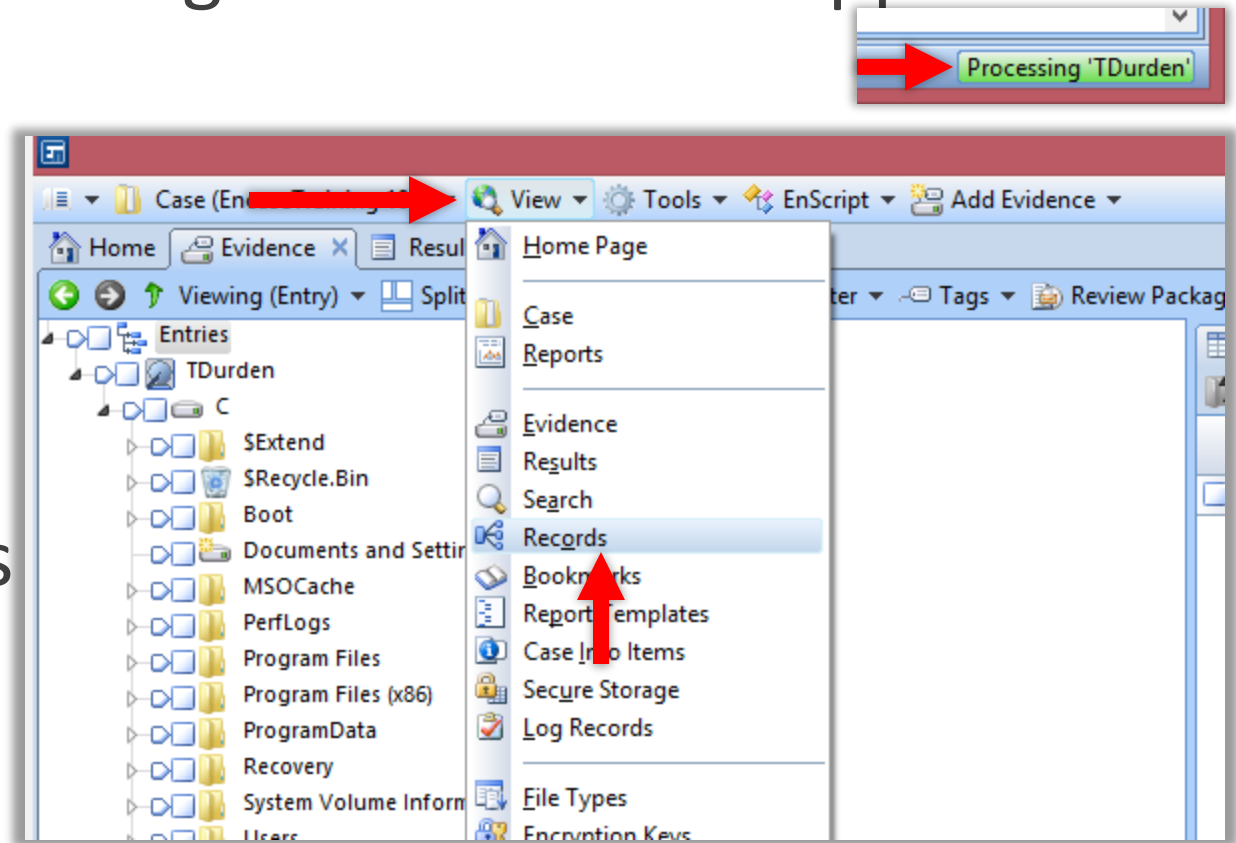 Processing 'TDurden'
Case (En
View Tools EnScript Add Evidence
Home Evidence Resul
Viewing (Entry) Split ter Tags Review Packag
Entries
TDurden
C
$Extend
$Recycle.Bin
Boot
Documents and Settin
MSOCache
PerfLogs
Program Files
Program Files (x86)
ProgramData
Recovery
System Volume Inform
Users
Home Page
Case
Reports
Evidence
Results
Search
Records
Bookmarks
Report Templates
Case Info Items
Secure Storage
Log Records
File Types
Encryption Keys
s